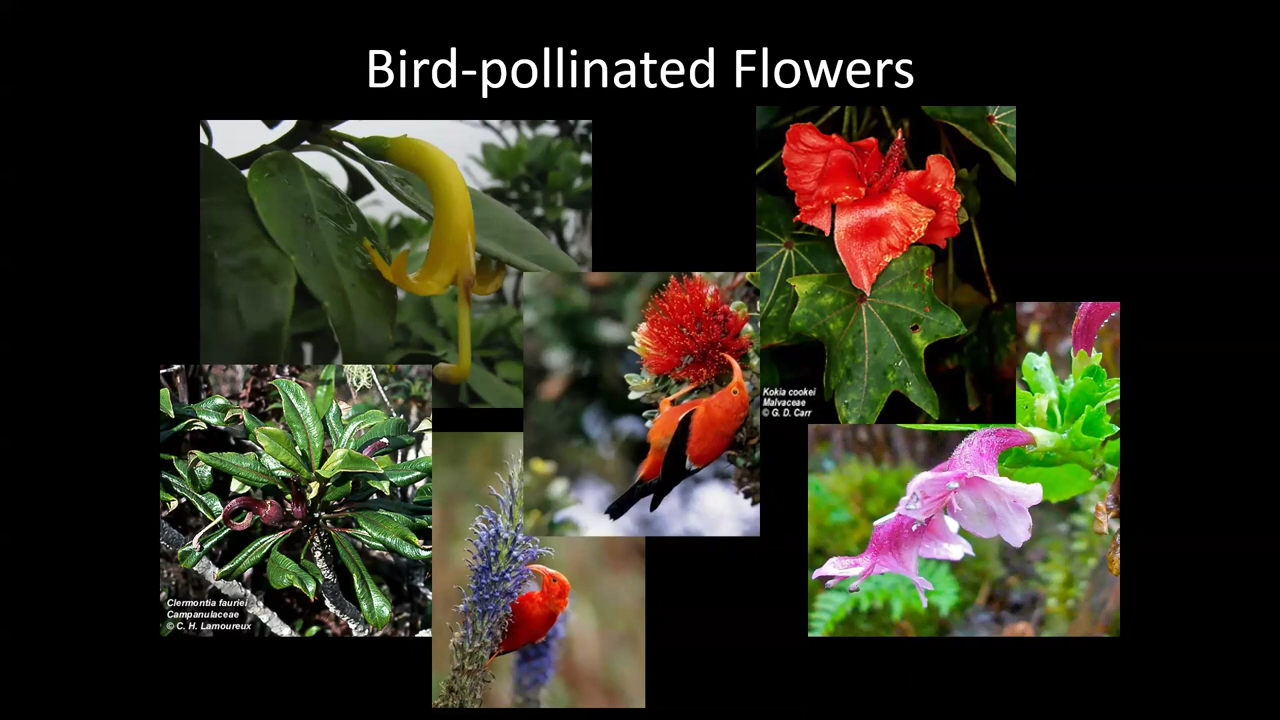 Bird-pollinated Flowers
Kokia cookei
Malvaceae
© G. D. Carr
Clermontia fauriei
Campanulaceae
© C. H. Lamoureux